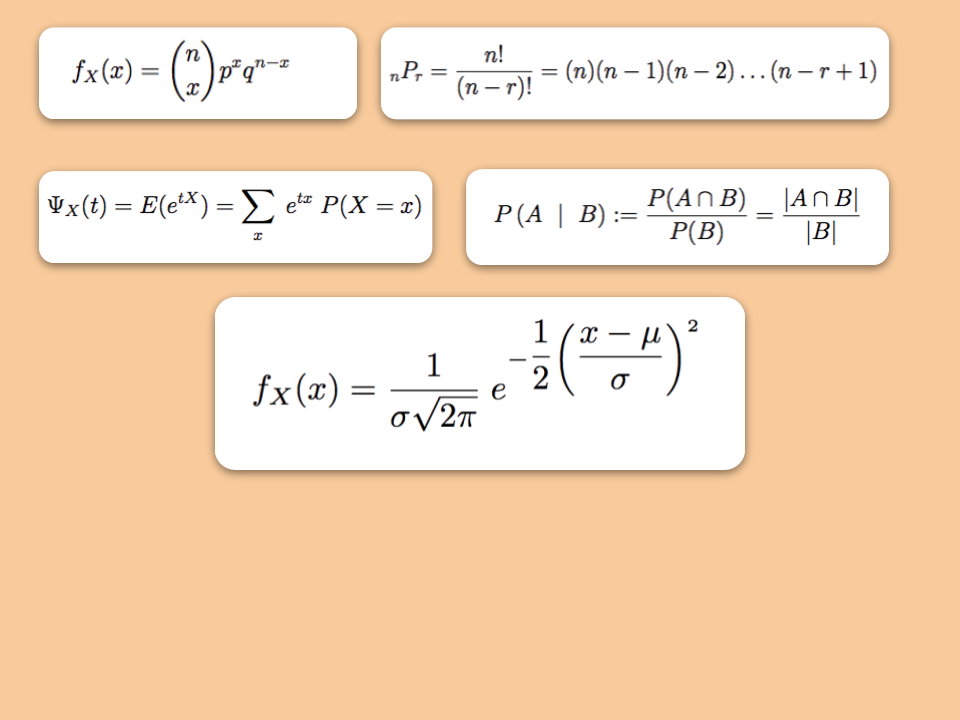 $f_X(x) = \binom{n}{x} p^x q^{n-x}$
${}_nP_r = \frac{n!}{(n-r)!} = (n)(n-1)(n-2)\ldots(n-r+1)$
$\Psi_X(t) = E(e^{tX}) = \sum_x e^{tx} \, P(X = x)$
$P(A \mid B) := \frac{P(A \cap B)}{P(B)} = \frac{|A \cap B|}{|B|}$
$f_X(x) = \frac{1}{\sigma\sqrt{2\pi}} \, e^{-\frac{1}{2}\left(\frac{x-\mu}{\sigma}\right)^2}$